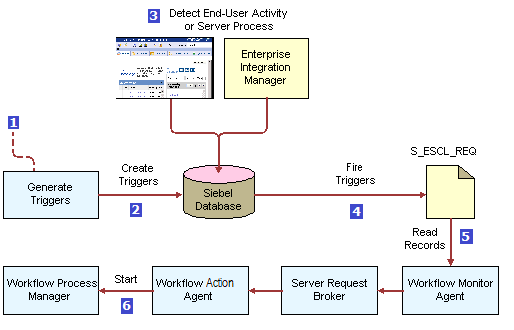 3
Detect End-User Activity
or Server Process
Enterprise
Integration
Manager
1
S_ESCL_REQ
Create
Triggers
Fire
Triggers
Generate
Triggers
2
Siebel
Database
4
Read
Records
5
Workflow Process
Manager
Start
6
Workflow Action
Agent
Server Request
Broker
Workflow Monitor
Agent